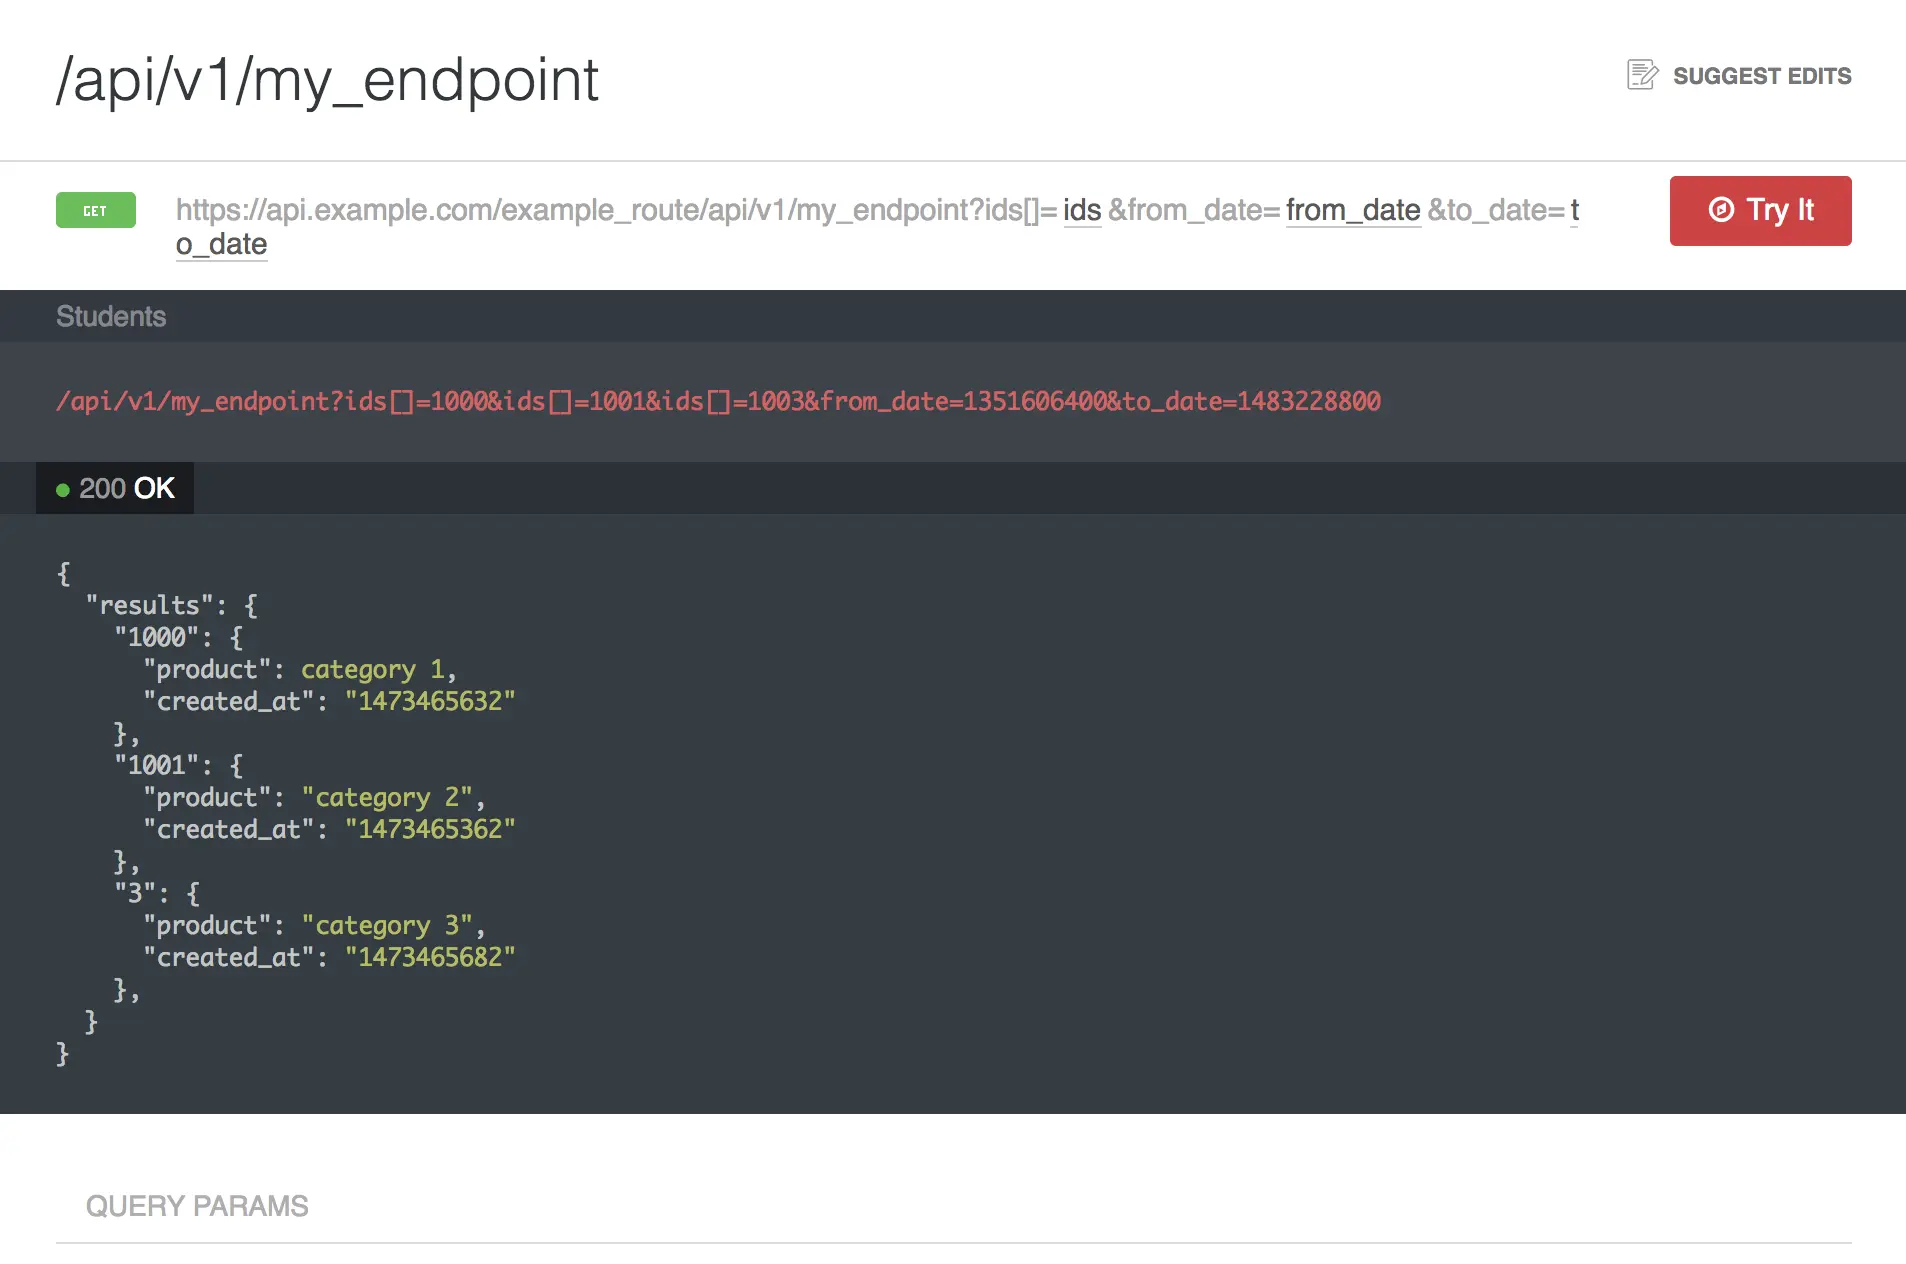 /api/v1/my_endpoint
SUGGEST EDITS
GET
https://api.example.com/example_route/api/v1/my_endpoint?ids[]= ids &from_date= from_date &to_date= t
o_date
Try It
Students
/api/v1/my_endpoint?ids[]=1000&ids[]=1001&ids[]=1003&from_date=1351606400&to_date=1483228800
200 OK
{
  "results": {
    "1000": {
      "product": category 1,
      "created_at": "1473465632"
    },
    "1001": {
      "product": "category 2",
      "created_at": "1473465362"
    },
    "3": {
      "product": "category 3",
      "created_at": "1473465682"
    },
  }
}
QUERY PARAMS